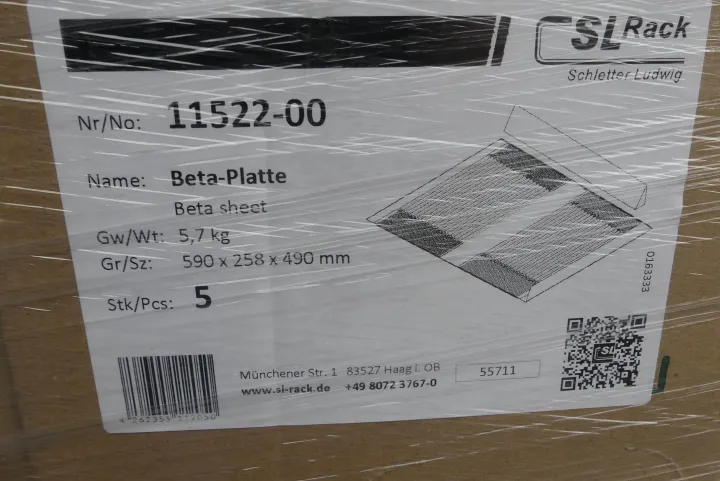 SL Rack
Schletter Ludwig
Nr/No: 11522-00
Name: Beta-Platte
Beta sheet
Gw/Wt: 5,7 kg
Gr/Sz: 590 x 258 x 490 mm
Stk/Pcs: 5
0163333
SL
Münchener Str. 1 83527 Haag i. OB
55711
www.sl-rack.de +49 8072 3767-0